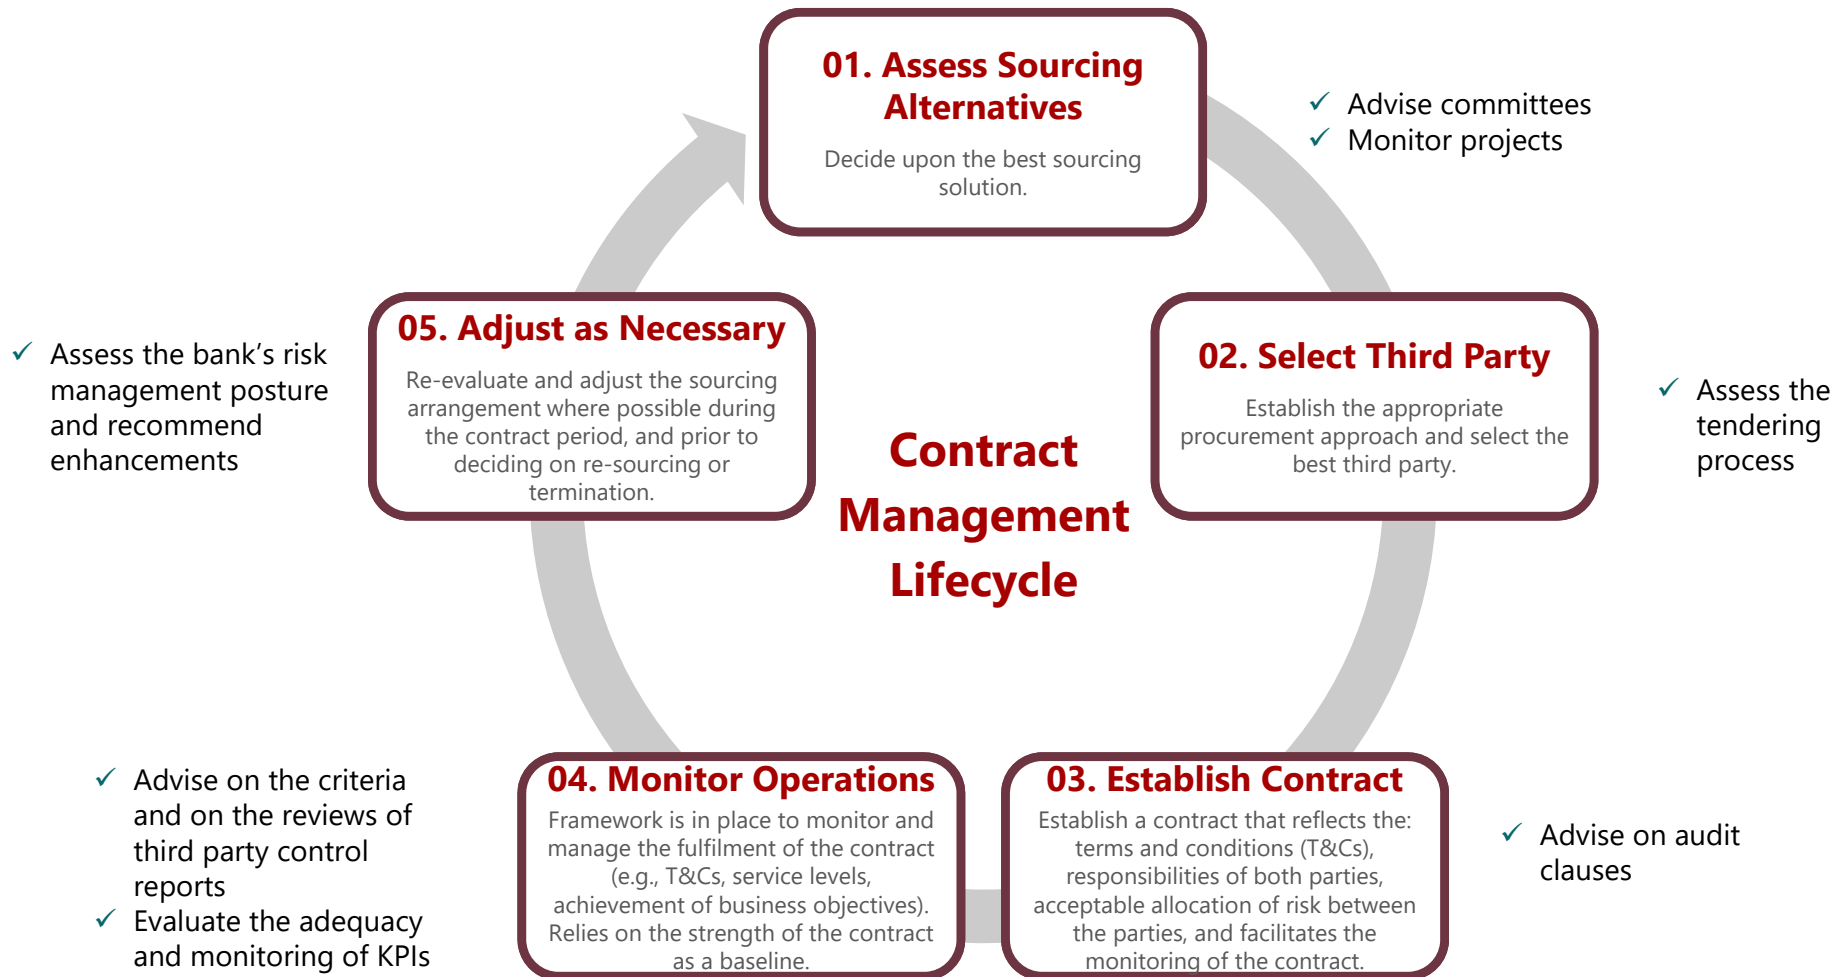 01. Assess Sourcing
Alternatives
Decide upon the best sourcing
solution.
✓ Advise committees
✓ Monitor projects
02. Select Third Party
Establish the appropriate
procurement approach and select the
best third party.
✓ Assess the
tendering
process
03. Establish Contract
Establish a contract that reflects the:
terms and conditions (T&Cs),
responsibilities of both parties,
acceptable allocation of risk between
the parties, and facilitates the
monitoring of the contract.
✓ Advise on audit
clauses
04. Monitor Operations
Framework is in place to monitor and
manage the fulfilment of the contract
(e.g., T&Cs, service levels,
achievement of business objectives).
Relies on the strength of the contract
as a baseline.
✓ Advise on the criteria
and on the reviews of
third party control
reports
✓ Evaluate the adequacy
and monitoring of KPIs
05. Adjust as Necessary
Re-evaluate and adjust the sourcing
arrangement where possible during
the contract period, and prior to
deciding on re-sourcing or
termination.
✓ Assess the bank’s risk
management posture
and recommend
enhancements
Contract
Management
Lifecycle